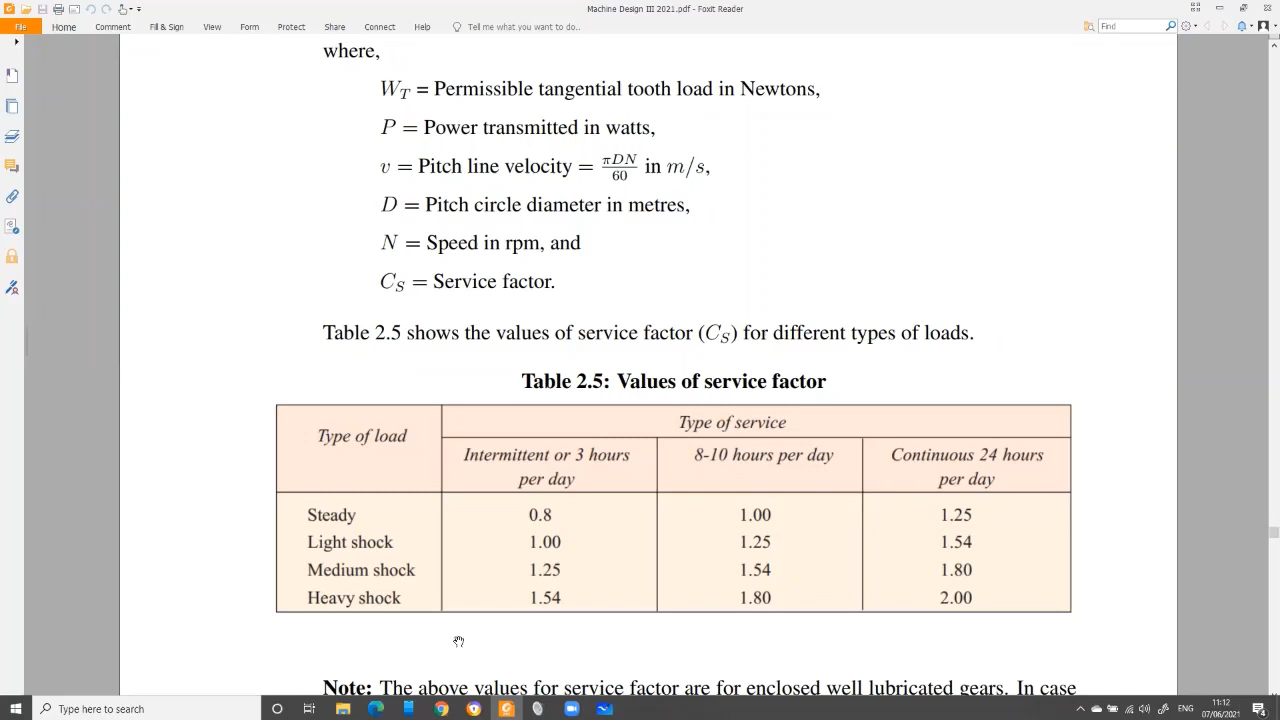 Machine Design III 2021.pdf - Foxit Reader
File Home Comment Fill & Sign View Form Protect Share Connect Help Tell me what you want to do.. Find
where,
W_T = Permissible tangential tooth load in Newtons,
P = Power transmitted in watts,
v = Pitch line velocity = πDN/60 in m/s,
D = Pitch circle diameter in metres,
N = Speed in rpm, and
C_S = Service factor.
Table 2.5 shows the values of service factor (C_S) for different types of loads.
Table 2.5: Values of service factor
Type of load Type of service
Intermittent or 3 hours per day 8-10 hours per day Continuous 24 hours per day
Steady 0.8 1.00 1.25
Light shock 1.00 1.25 1.54
Medium shock 1.25 1.54 1.80
Heavy shock 1.54 1.80 2.00
Note: The above values for service factor are for enclosed well lubricated gears. In case
Type here to search 11:12
07/06/2021